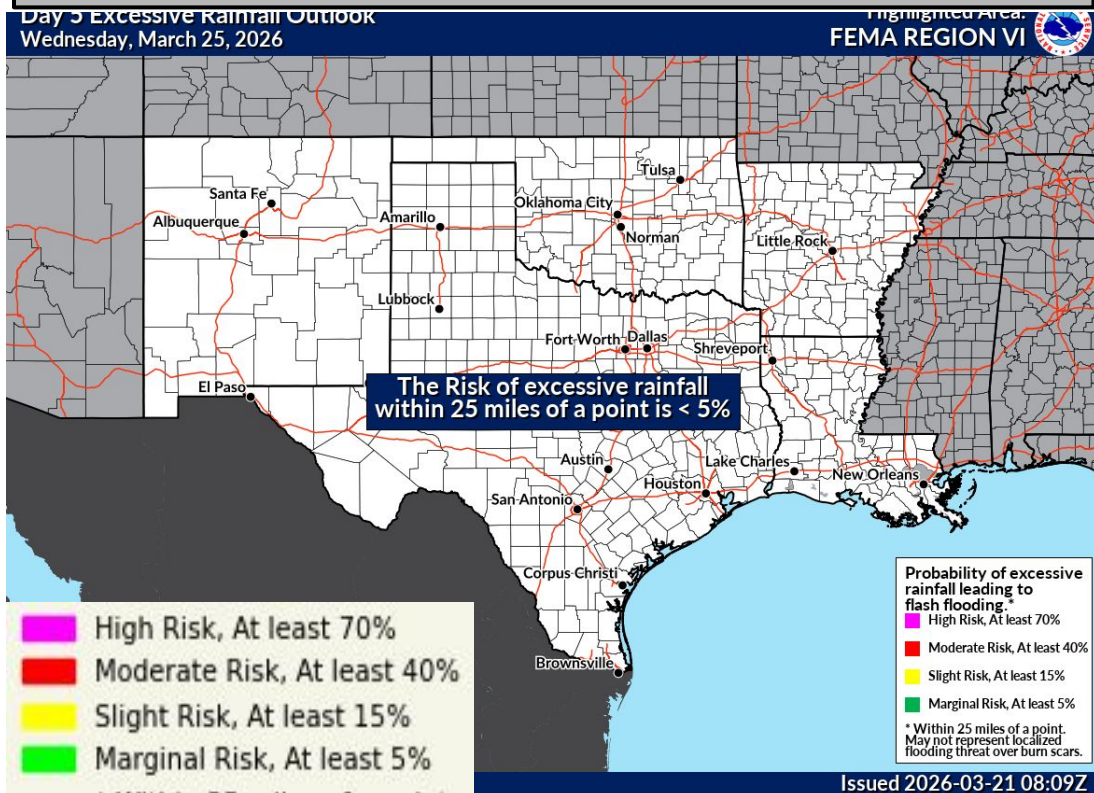 Day 5 Excessive Rainfall Outlook
Wednesday, March 25, 2026
Highlighted Area:
FEMA REGION VI
Santa Fe
Albuquerque
Amarillo
Tulsa
Oklahoma City
Norman
Little Rock
Lubbock
Fort Worth
Dallas
Shreveport
El Paso
The Risk of excessive rainfall
within 25 miles of a point is < 5%
Austin
Lake Charles
Houston
New Orleans
San Antonio
Corpus Christi
Brownsville
Probability of excessive
rainfall leading to
flash flooding.*
High Risk, At least 70%
Moderate Risk, At least 40%
Slight Risk, At least 15%
Marginal Risk, At least 5%
* Within 25 miles of a point.
May not represent localized
flooding threat over burn scars.
High Risk, At least 70%
Moderate Risk, At least 40%
Slight Risk, At least 15%
Marginal Risk, At least 5%
Issued 2026-03-21 08:09Z